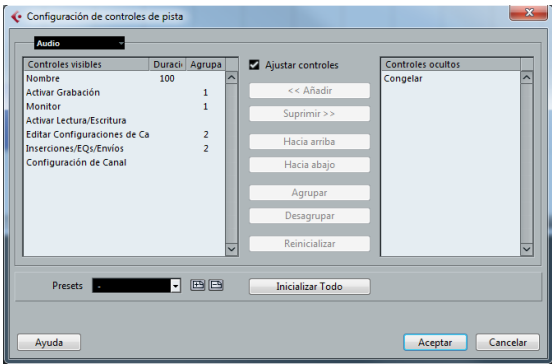 Configuración de controles de pista
Audio
Controles visibles Duració Agrupa
Nombre 100
Activar Grabación 1
Monitor 1
Activar Lectura/Escritura
Editar Configuraciones de Ca 2
Inserciones/EQs/Envíos 2
Configuración de Canal
Ajustar controles
<< Añadir
Suprimir >>
Hacia arriba
Hacia abajo
Agrupar
Desagrupar
Reinicializar
Controles ocultos
Congelar
Presets -
Inicializar Todo
Ayuda
Aceptar
Cancelar